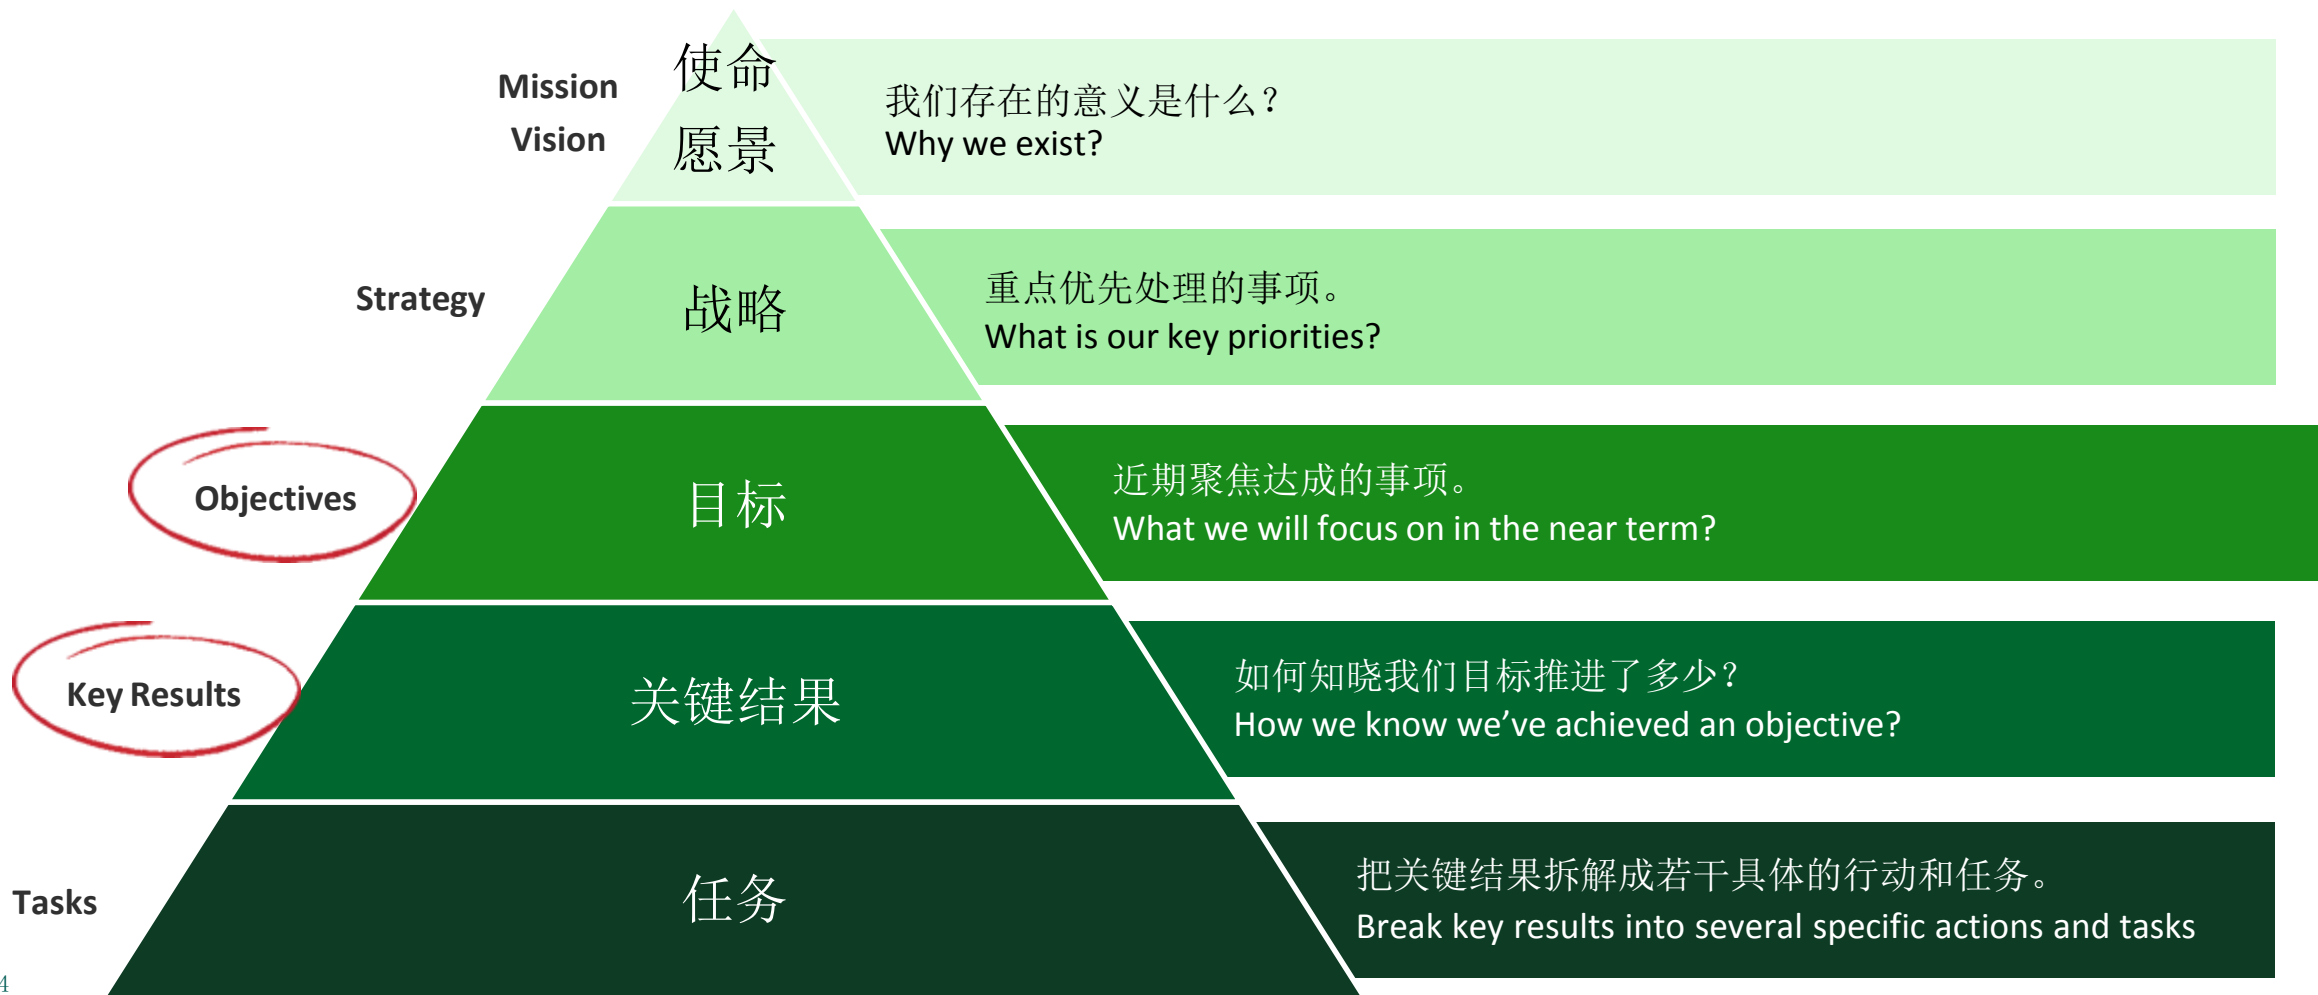 Mission
Vision
使命
愿景
我们存在的意义是什么？
Why we exist?
Strategy
战略
重点优先处理的事项。
What is our key priorities?
Objectives
目标
近期聚焦达成的事项。
What we will focus on in the near term?
Key Results
关键结果
如何知晓我们目标推进了多少？
How we know we’ve achieved an objective?
Tasks
任务
把关键结果拆解成若干具体的行动和任务。
Break key results into several specific actions and tasks
4